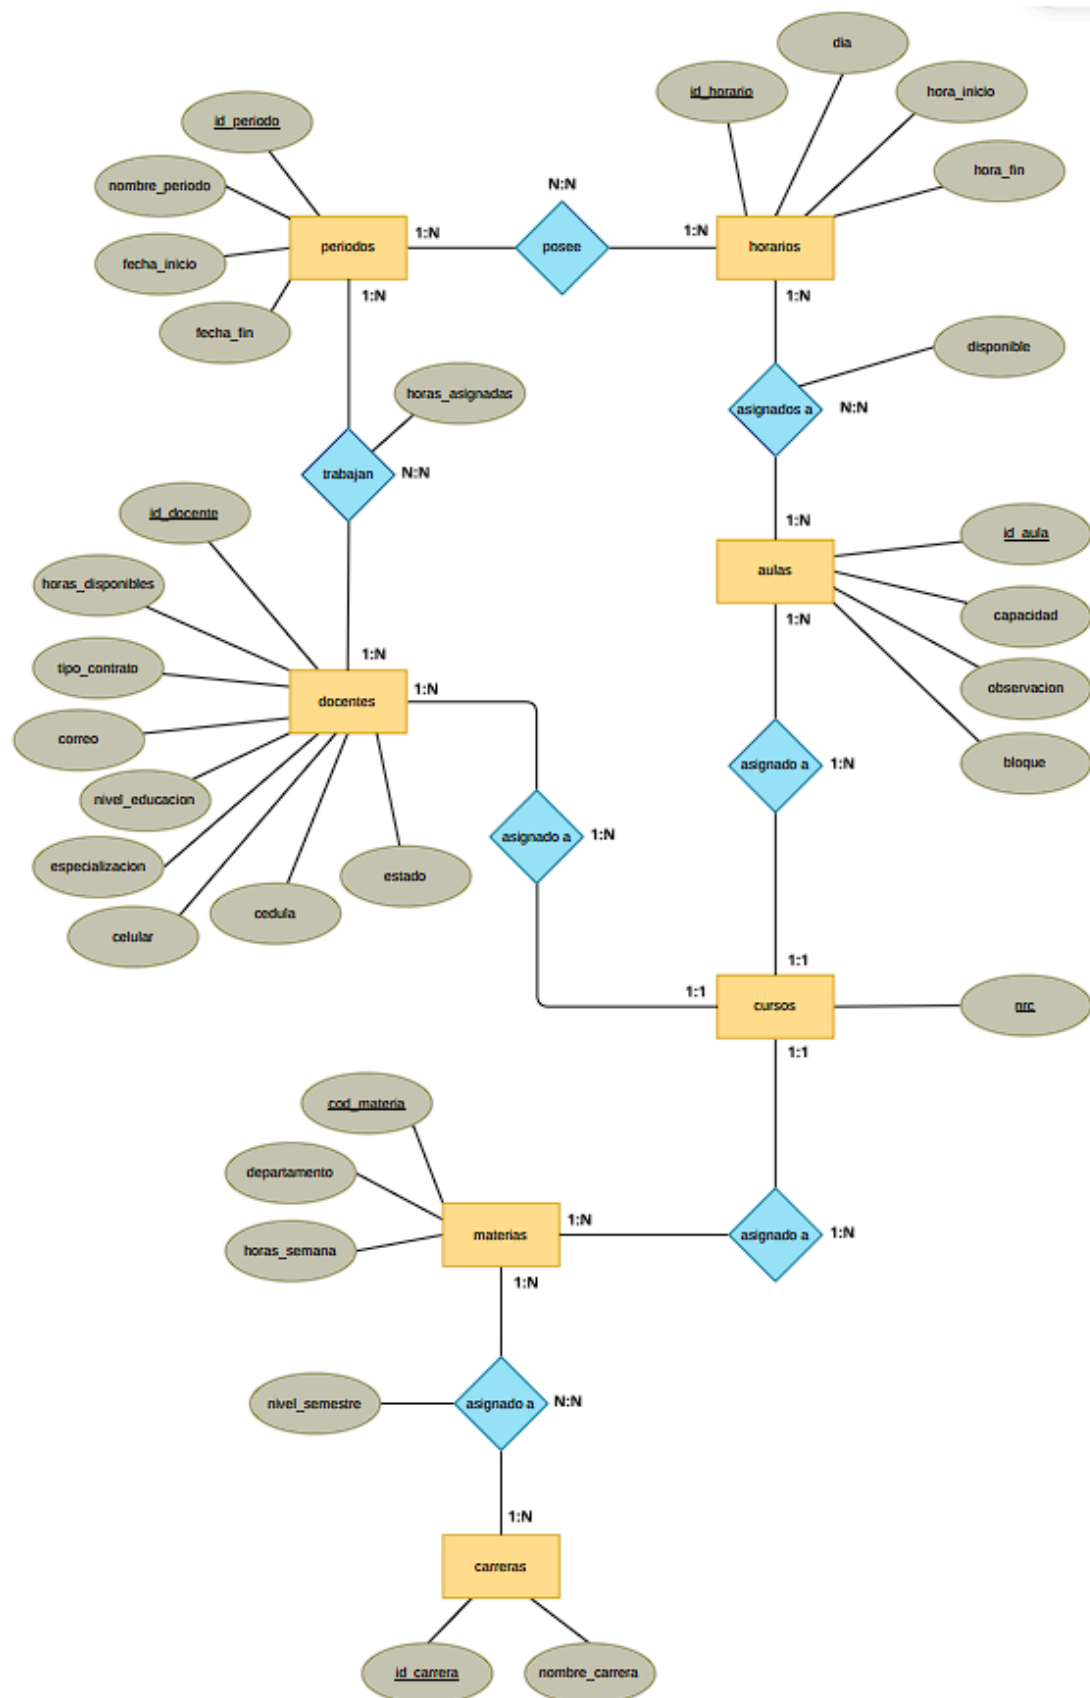 dia
id_horario
hora_inicio
id_periodo
hora_fin
nombre_periodo
N:N
1:N
1:N
periodos
posee
horarios
fecha_inicio
1:N
1:N
fecha_fin
disponible
horas_asignadas
asignados a
N:N
trabajan
N:N
id_docente
1:N
id_aula
aulas
horas_disponibles
capacidad
1:N
1:N
tipo_contrato
1:N
observacion
docentes
correo
asignado a
1:N
bloque
nivel_educacion
asignado a
1:N
especializacion
estado
cedula
celular
1:1
1:1
cursos
nrc
1:1
cod_materia
departamento
1:N
materias
asignado a
1:N
horas_semana
1:N
nivel_semestre
asignado a
N:N
1:N
carreras
id_carrera
nombre_carrera